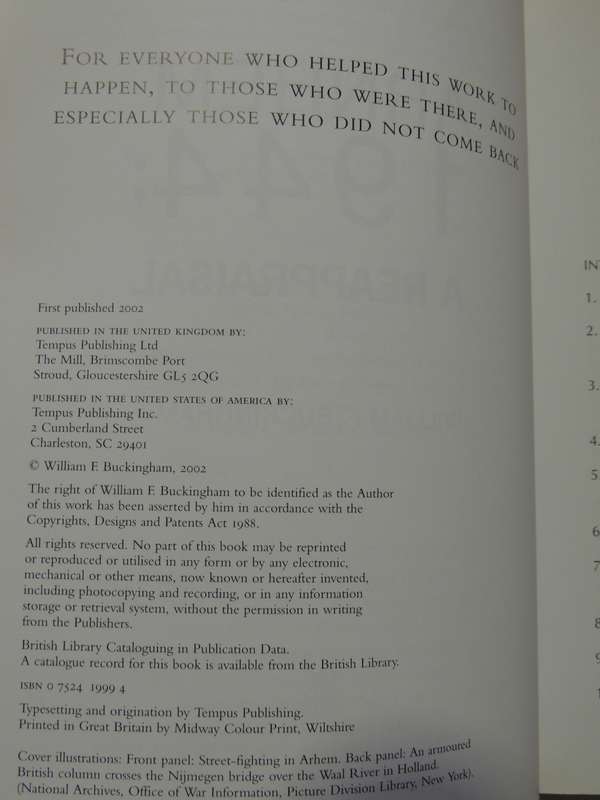 FOR EVERYONE WHO HELPED THIS WORK TO
HAPPEN, TO THOSE WHO WERE THERE, AND
ESPECIALLY THOSE WHO DID NOT COME BACK
First published 2002
PUBLISHED IN THE UNITED KINGDOM BY:
Tempus Publishing Ltd
The Mill, Brimscombe Port
Stroud, Gloucestershire GL5 2QG
PUBLISHED IN THE UNITED STATES OF AMERICA BY:
Tempus Publishing Inc.
2 Cumberland Street
Charleston, SC 29401
© William F. Buckingham, 2002
The right of William F. Buckingham to be identified as the Author
of this work has been asserted by him in accordance with the
Copyrights, Designs and Patents Act 1988.
All rights reserved. No part of this book may be reprinted
or reproduced or utilised in any form or by any electronic,
mechanical or other means, now known or hereafter invented,
including photocopying and recording, or in any information
storage or retrieval system, without the permission in writing
from the Publishers.
British Library Cataloguing in Publication Data.
A catalogue record for this book is available from the British Library.
ISBN 0 7524 1999 4
Typesetting and origination by Tempus Publishing.
Printed in Great Britain by Midway Colour Print, Wiltshire
Cover illustrations: Front panel: Street-fighting in Arhem. Back panel: An armoured
British column crosses the Nijmegen bridge over the Waal River in Holland.
(National Archives, Office of War Information, Picture Division Library, New York).
1944:
A REAPPRAISAL
1.
2.
3.
4.
5
6
7
8
9